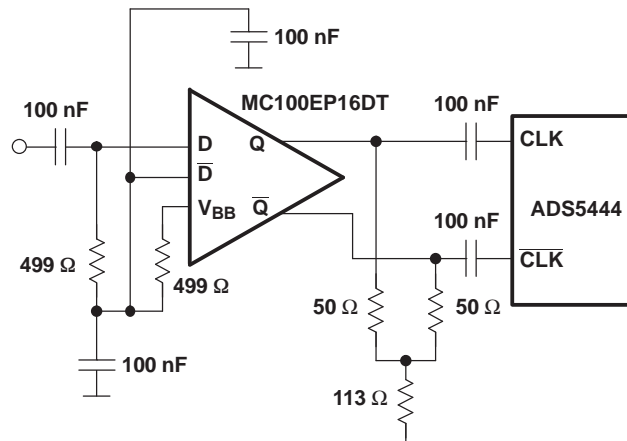 100 nF
MC100EP16DT
100 nF
100 nF
D
Q
CLK
D̅
V_BB
Q̅
100 nF
ADS5444
C̅L̅K̅
499 Ω
499 Ω
50 Ω
50 Ω
100 nF
113 Ω